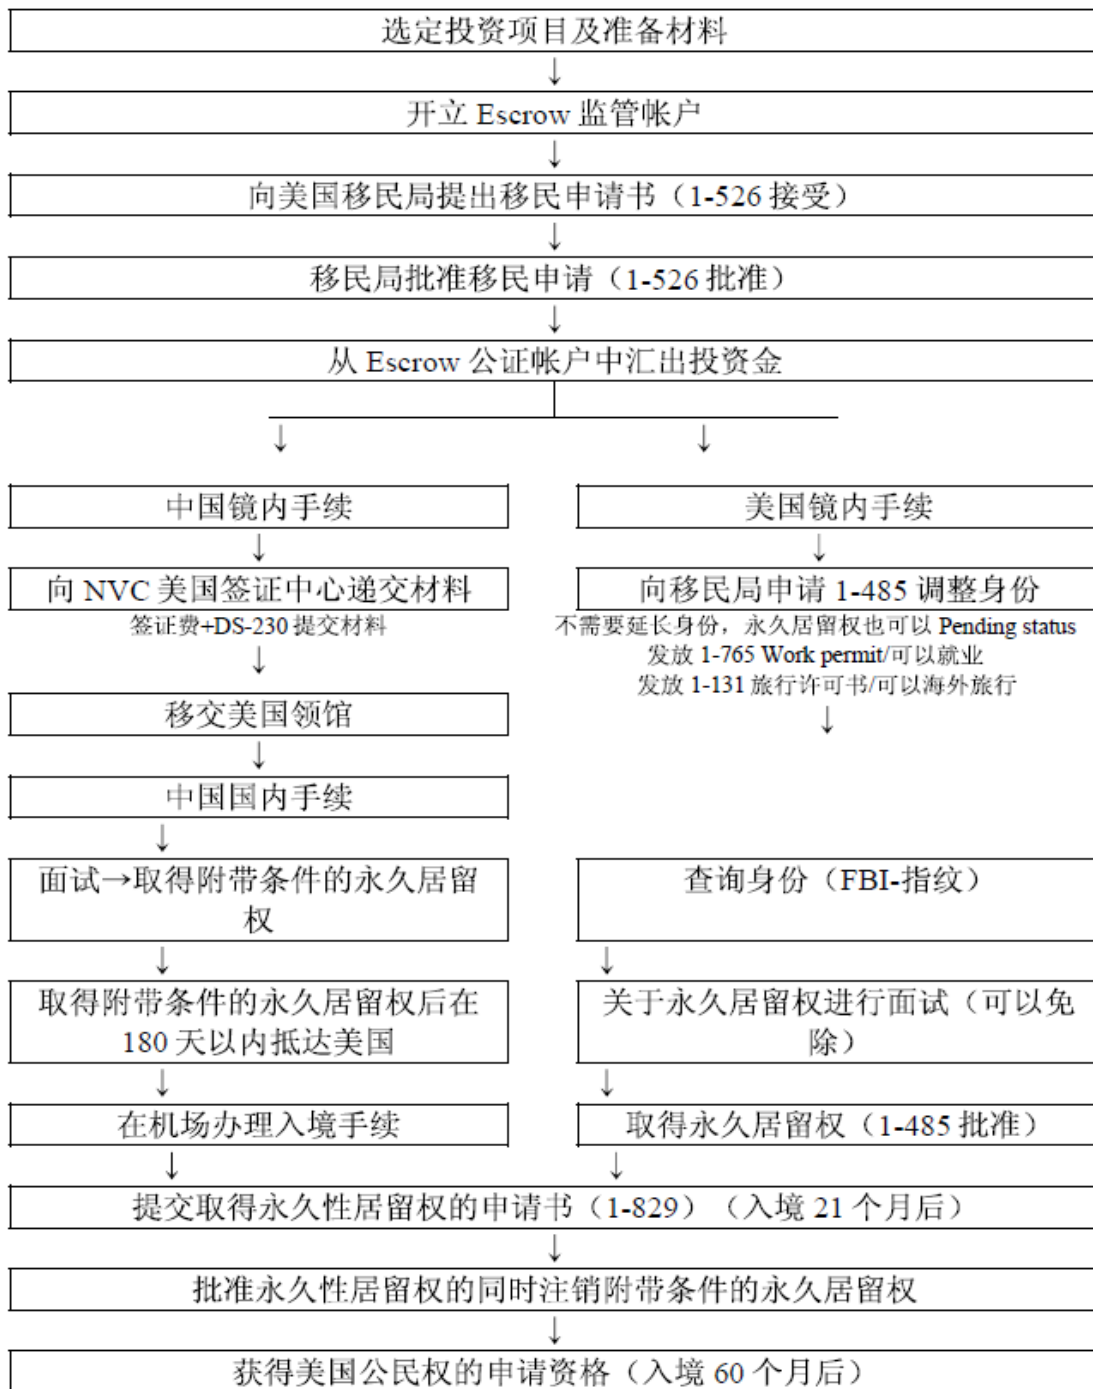 选定投资项目及准备材料
↓
开立 Escrow 监管帐户
↓
向美国移民局提出移民申请书（1-526 接受）
↓
移民局批准移民申请（1-526 批准）
↓
从 Escrow 公证帐户中汇出投资金
↓
↓
中国镜内手续
↓
向 NVC 美国签证中心递交材料
签证费+DS-230 提交材料
↓
移交美国领馆
↓
中国国内手续
↓
面试→取得附带条件的永久居留
权
↓
取得附带条件的永久居留权后在
180 天以内抵达美国
↓
在机场办理入境手续
↓
美国镜内手续
↓
向移民局申请 1-485 调整身份
不需要延长身份，永久居留权也可以 Pending status
发放 1-765 Work permit/可以就业
发放 1-131 旅行许可书/可以海外旅行
↓
查询身份（FBI-指纹）
↓
关于永久居留权进行面试（可以免
除）
↓
取得永久居留权（1-485 批准）
↓
提交取得永久性居留权的申请书（1-829）（入境 21 个月后）
↓
批准永久性居留权的同时注销附带条件的永久居留权
↓
获得美国公民权的申请资格（入境 60 个月后）